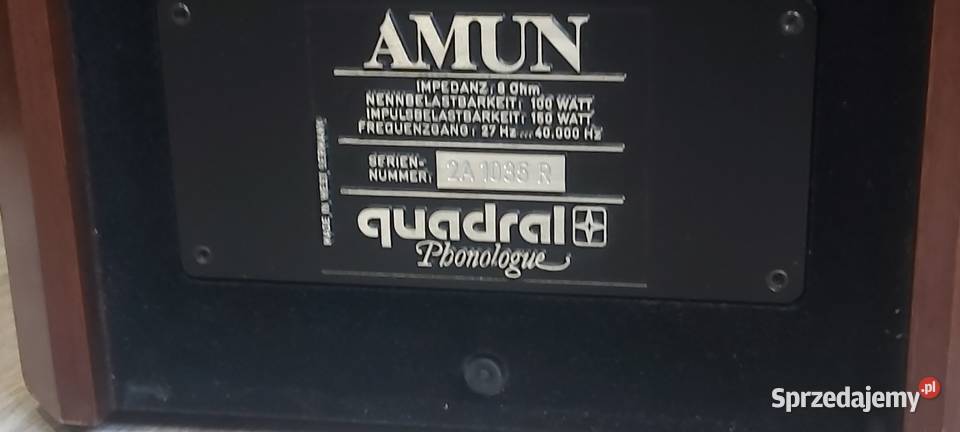 AMUN
IMPEDANZ: 8 Ohm
NENNBELASTBARKEIT: 100 WATT
IMPULSBELASTBARKEIT: 150 WATT
FREQUENZGANG: 27 Hz ... 40.000 Hz
SERIEN-
NUMMER: 2A 1086 R
MADE IN WEST GERMANY
quadral
Phonologue
Sprzedajemy.pl